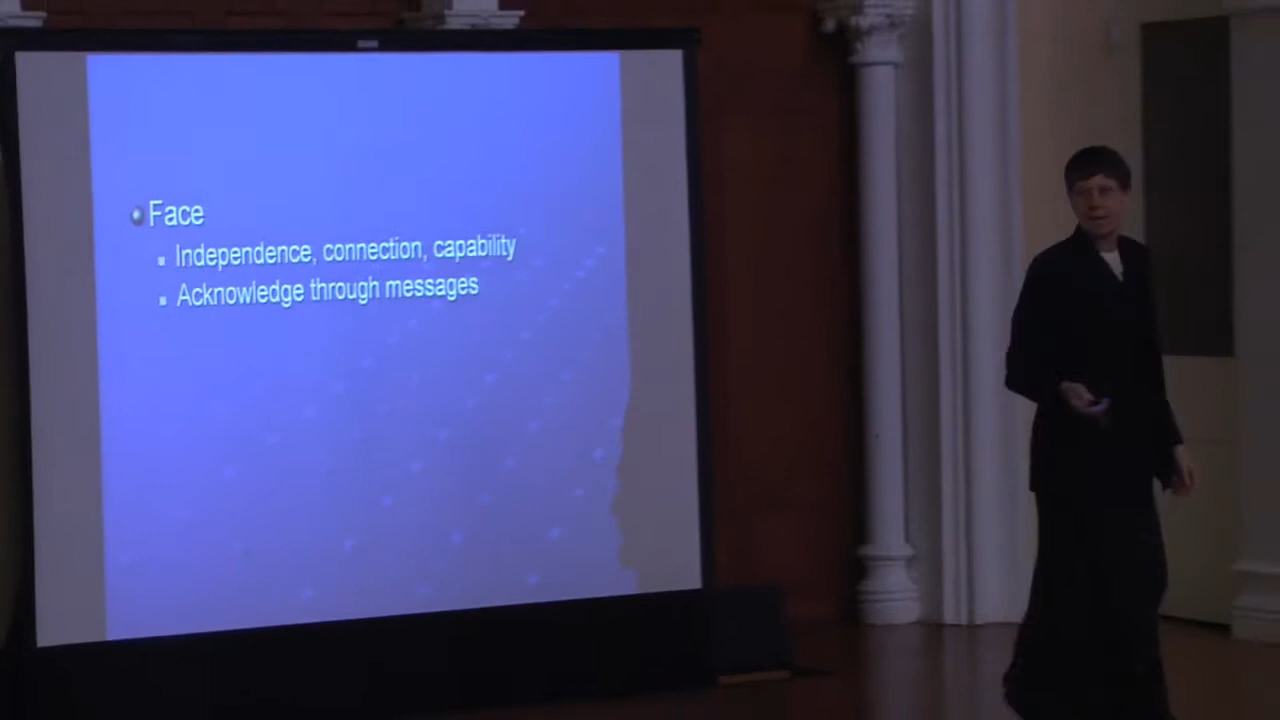 Face
Independence, connection, capability
Acknowledge through messages